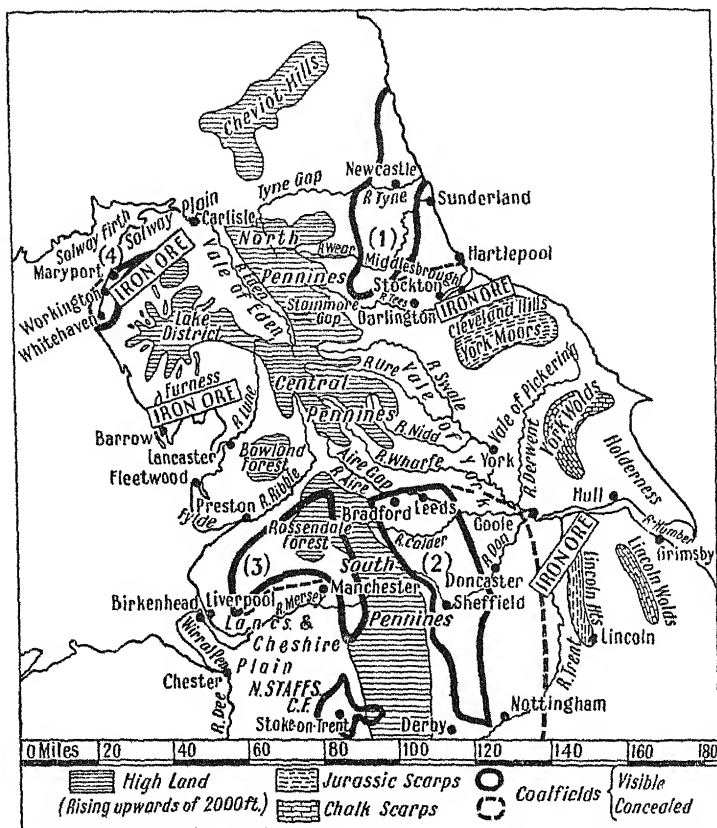 Cheviot Hills
Tyne Gap
Newcastle
R Tyne
Sunderland
Solway Firth
Solway Plain
Carlisle
(4)
Maryport
IRON ORE
Workington
Whitehaven
Vale of Eden
R Eden
North
Pennines
R Wear
(1)
Hartlepool
Middlesbrough
Stockton
R Tees
Darlington
IRON ORE
Stainmore
Gap
Cleveland Hills
York Moors
Lake
District
Furness
IRON ORE
Barrow
R Lune
Lancaster
Fleetwood
Central
Pennines
R Ure
R Swale
Vale of York
R Nidd
R Wharfe
York
Vale of Pickering
R Derwent
York Wolds
Holderness
Bowland
Forest
Aire Gap
R Aire
Preston
R Ribble
Fylde
Bradford
Leeds
Goole
Hull
R Humber
Grimsby
Rossendale
Forest
R Calder
R Don
IRON ORE
(3)
South
Pennines
(2)
Doncaster
Sheffield
Lincoln Hts
Lincoln Wolds
Lincoln
Manchester
R Mersey
Birkenhead
Liverpool
Lancs. &
Cheshire
Plain
Wirral
Chester
R Dee
N. STAFFS.
C.F.
Stoke-on-Trent
Derby
Nottingham
R Trent
0 Miles 20 40 60 80 100 120 140 160 180
High Land
(Rising upwards of 2000ft.)
Jurassic Scarps
Chalk Scarps
Coalfields
Visible
Concealed